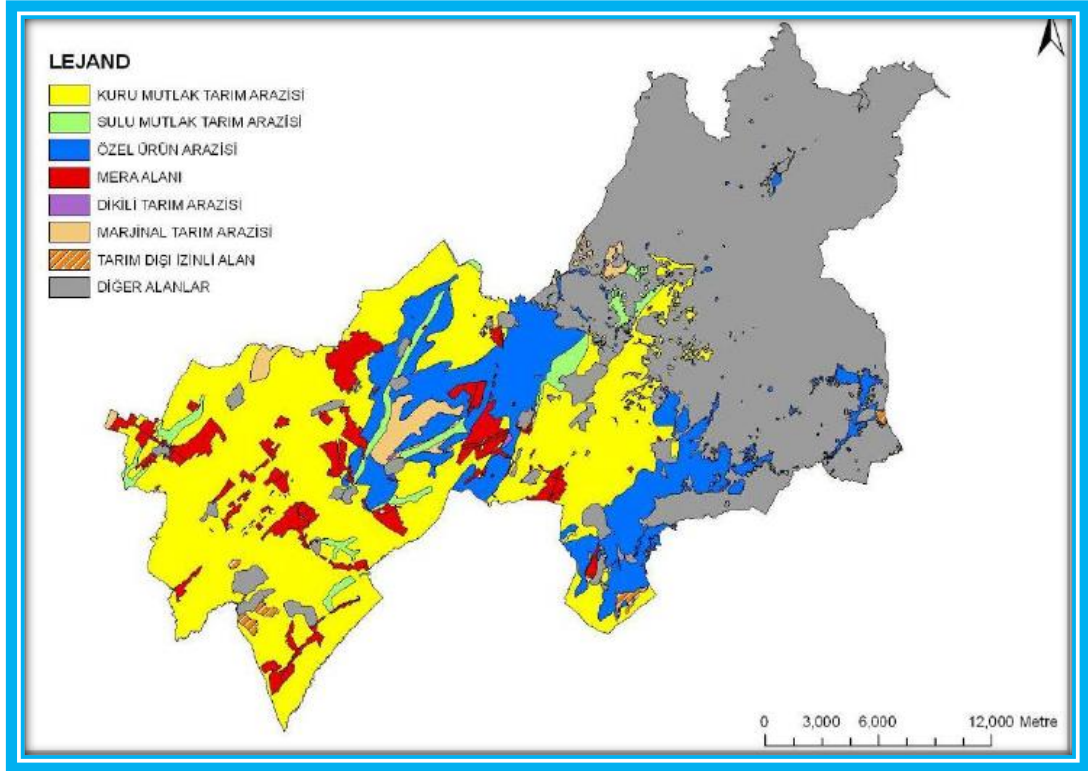 LEJAND
KURU MUTLAK TARIM ARAZİSİ
SULU MUTLAK TARIM ARAZİSİ
ÖZEL ÜRÜN ARAZİSİ
MERA ALANI
DİKİLİ TARIM ARAZİSİ
MARJİNAL TARIM ARAZİSİ
TARIM DIŞI İZİNLİ ALAN
DİĞER ALANLAR
0 3,000 6,000 12,000 Metre